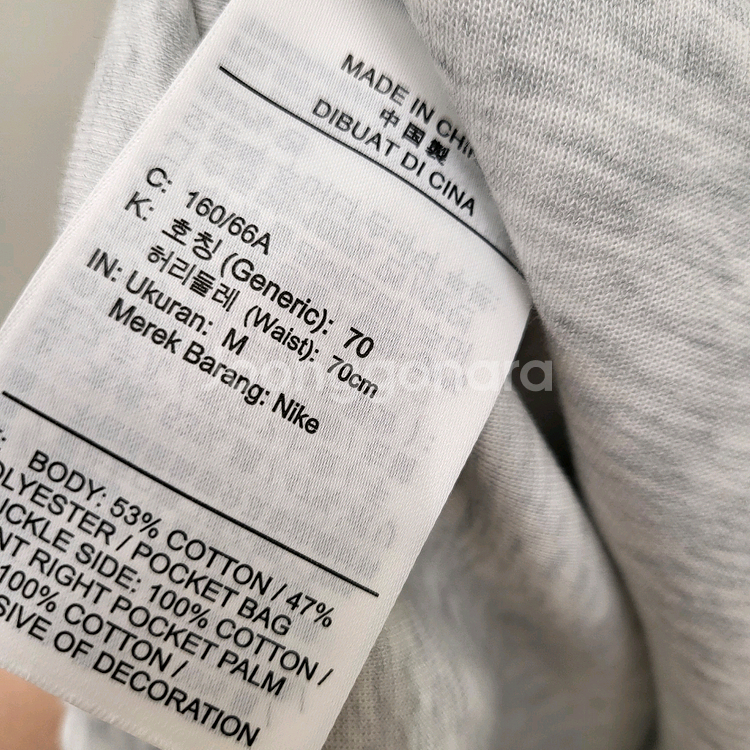 MADE IN CHIN
中国製
DIBUAT DI CINA
C: 160/66A
K: 호칭 (Generic): 70
허리둘레 (Waist): 70cm
IN: Ukuran: M
Merek Barang: Nike
BODY: 53% COTTON / 47%
OLYESTER / POCKET BAG
ICKLE SIDE: 100% COTTON /
NT RIGHT POCKET PALM
100% COTTON /
SIVE OF DECORATION